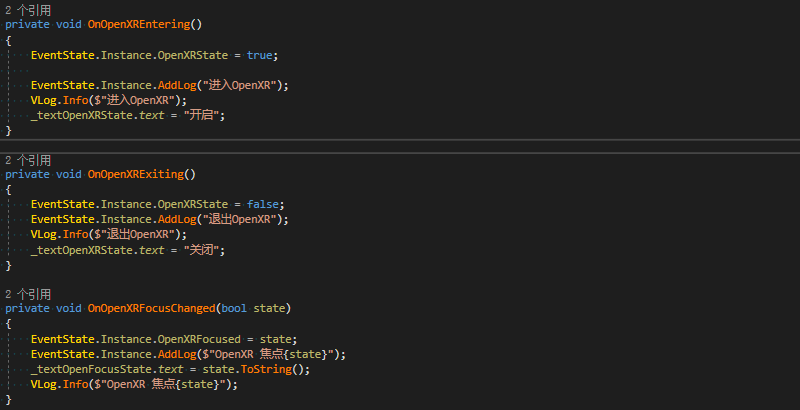 2 个引用
private void OnOpenXREntering()
{
EventState.Instance.OpenXRState = true;
EventState.Instance.AddLog("进入OpenXR");
VLog.Info($"进入OpenXR");
_textOpenXRState.text = "开启";
}
2 个引用
private void OnOpenXRExiting()
{
EventState.Instance.OpenXRState = false;
EventState.Instance.AddLog("退出OpenXR");
VLog.Info($"退出OpenXR");
_textOpenXRState.text = "关闭";
}
2 个引用
private void OnOpenXRFocusChanged(bool state)
{
EventState.Instance.OpenXRFocused = state;
EventState.Instance.AddLog($"OpenXR 焦点{state}");
_textOpenFocusState.text = state.ToString();
VLog.Info($"OpenXR 焦点{state}");
}